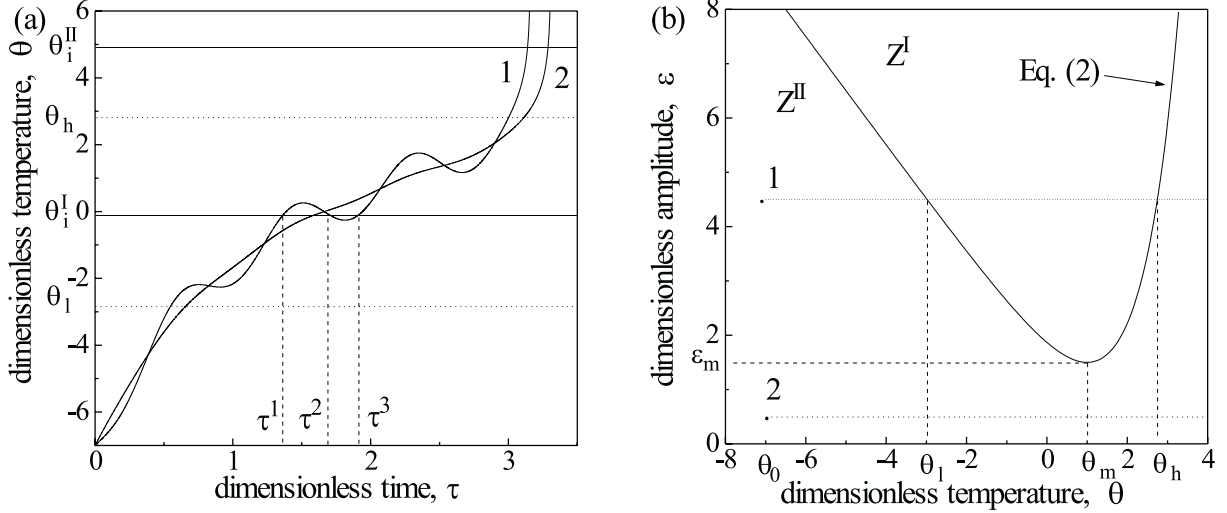 (a)
6
θ_i^II
4
θ_h
2
θ_i^I 0
-2
θ_l
-4
-6
dimensionless temperature, θ
1
2
τ^1
τ^2
τ^3
0
1
2
3
dimensionless time, τ
(b)
8
6
4
2
ε_m
0
dimensionless amplitude, ε
Z^I
Z^II
Eq. (2)
1
2
-8 θ_0 -6 -4 θ_l -2 0 θ_m 2 θ_h 4
dimensionless temperature, θ